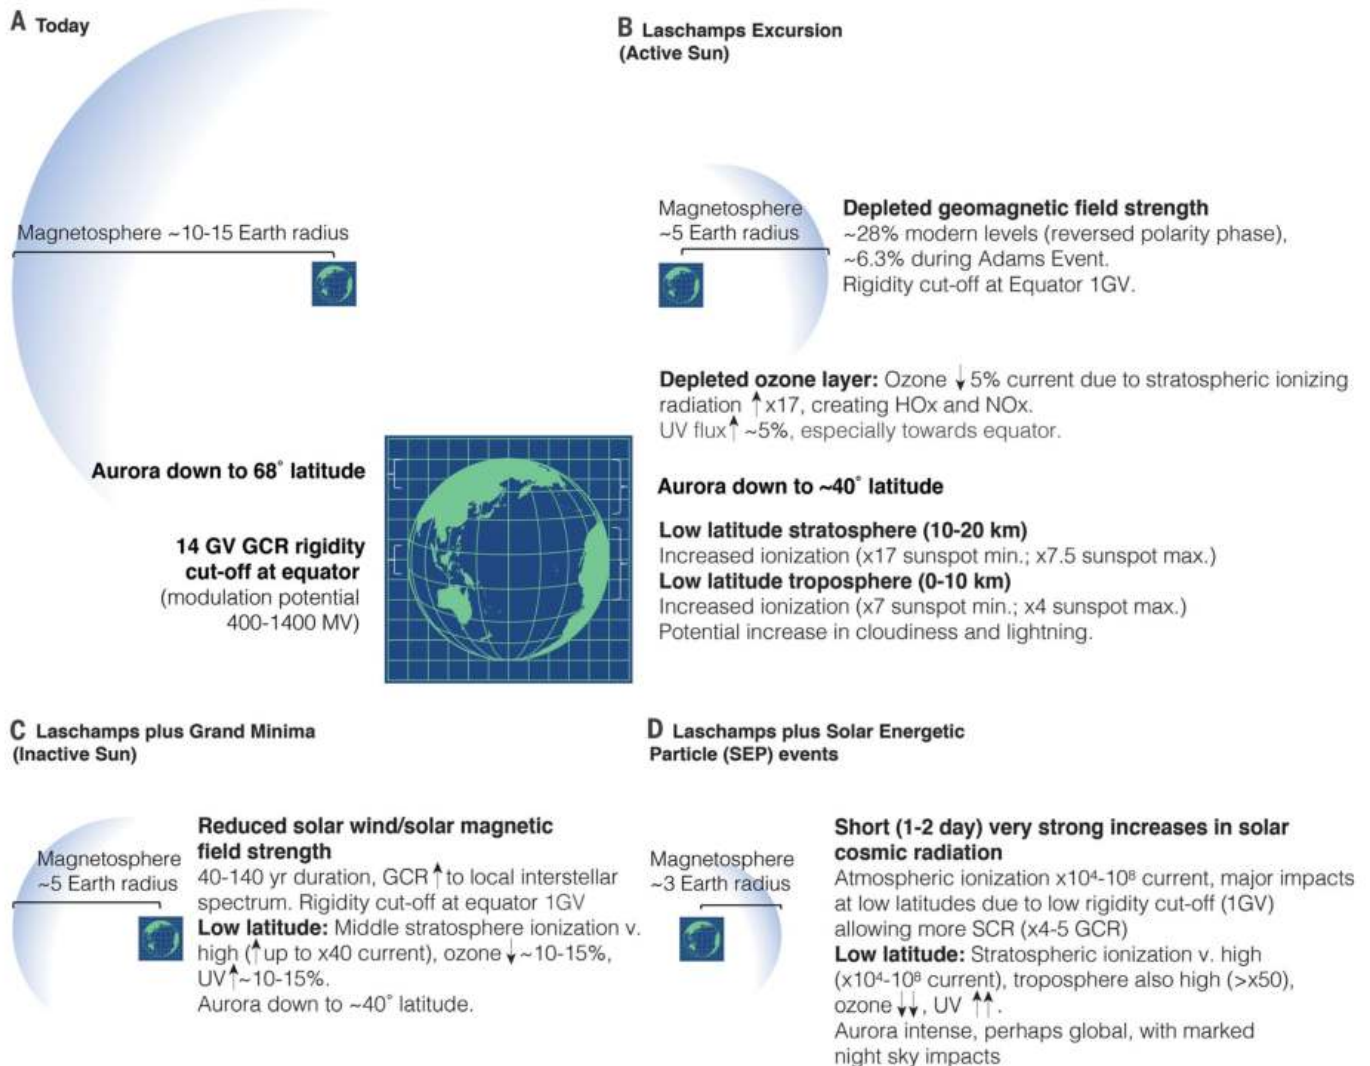 A Today
Magnetosphere ~10-15 Earth radius
Aurora down to 68˚ latitude
14 GV GCR rigidity
cut-off at equator
(modulation potential
400-1400 MV)
B Laschamps Excursion
(Active Sun)
Magnetosphere
~5 Earth radius
Depleted geomagnetic field strength
~28% modern levels (reversed polarity phase),
~6.3% during Adams Event.
Rigidity cut-off at Equator 1GV.
Depleted ozone layer: Ozone ↓ 5% current due to stratospheric ionizing
radiation ↑ x17, creating HOx and NOx.
UV flux ↑ ~5%, especially towards equator.
Aurora down to ~40˚ latitude
Low latitude stratosphere (10-20 km)
Increased ionization (x17 sunspot min.; x7.5 sunspot max.)
Low latitude troposphere (0-10 km)
Increased ionization (x7 sunspot min.; x4 sunspot max.)
Potential increase in cloudiness and lightning.
C Laschamps plus Grand Minima
(Inactive Sun)
Magnetosphere
~5 Earth radius
Reduced solar wind/solar magnetic
field strength
40-140 yr duration, GCR ↑ to local interstellar
spectrum. Rigidity cut-off at equator 1GV
Low latitude: Middle stratosphere ionization v.
high (↑ up to x40 current), ozone ↓ ~10-15%,
UV ↑ ~10-15%.
Aurora down to ~40˚ latitude.
D Laschamps plus Solar Energetic
Particle (SEP) events
Magnetosphere
~3 Earth radius
Short (1-2 day) very strong increases in solar
cosmic radiation
Atmospheric ionization x10⁴-10⁸ current, major impacts
at low latitudes due to low rigidity cut-off (1GV)
allowing more SCR (x4-5 GCR)
Low latitude: Stratospheric ionization v. high
(x10⁴-10⁸ current), troposphere also high (>x50),
ozone ↓↓, UV ↑↑.
Aurora intense, perhaps global, with marked
night sky impacts